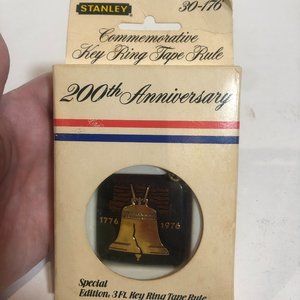 STANLEY 30-176
Commemorative
Key Ring Tape Rule
200th Anniversary
1776 1976
Special
Edition, 3 Ft. Key Ring Tape Rule